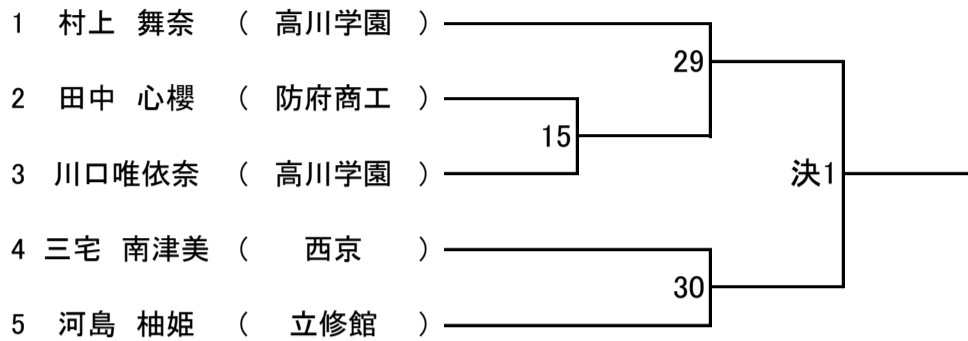 1 村上 舞奈 ( 高川学園 )
29
2 田中 心櫻 ( 防府商工 )
15
3 川口唯依奈 ( 高川学園 )
決1
4 三宅 南津美 ( 西京 )
30
5 河島 柚姫 ( 立修館 )